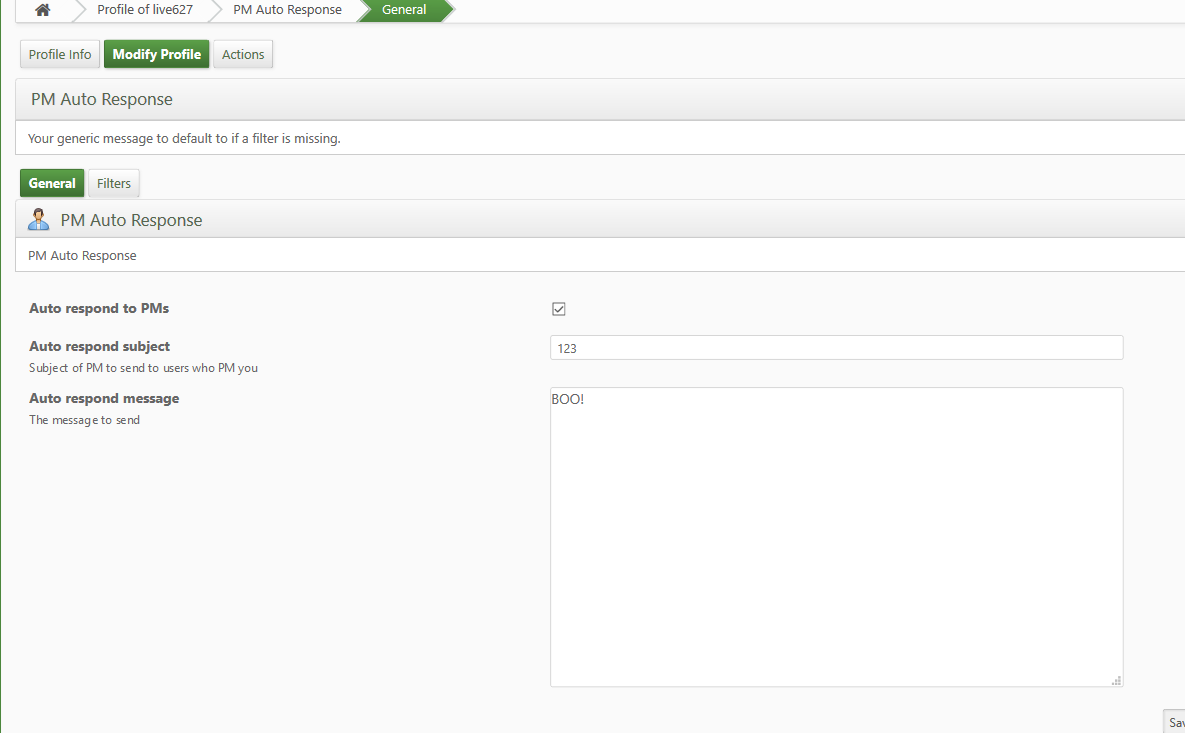 Profile of live627 PM Auto Response General
Profile Info Modify Profile Actions
PM Auto Response
Your generic message to default to if a filter is missing.
General Filters
PM Auto Response
PM Auto Response
Auto respond to PMs
Auto respond subject
123
Subject of PM to send to users who PM you
Auto respond message
BOO!
The message to send